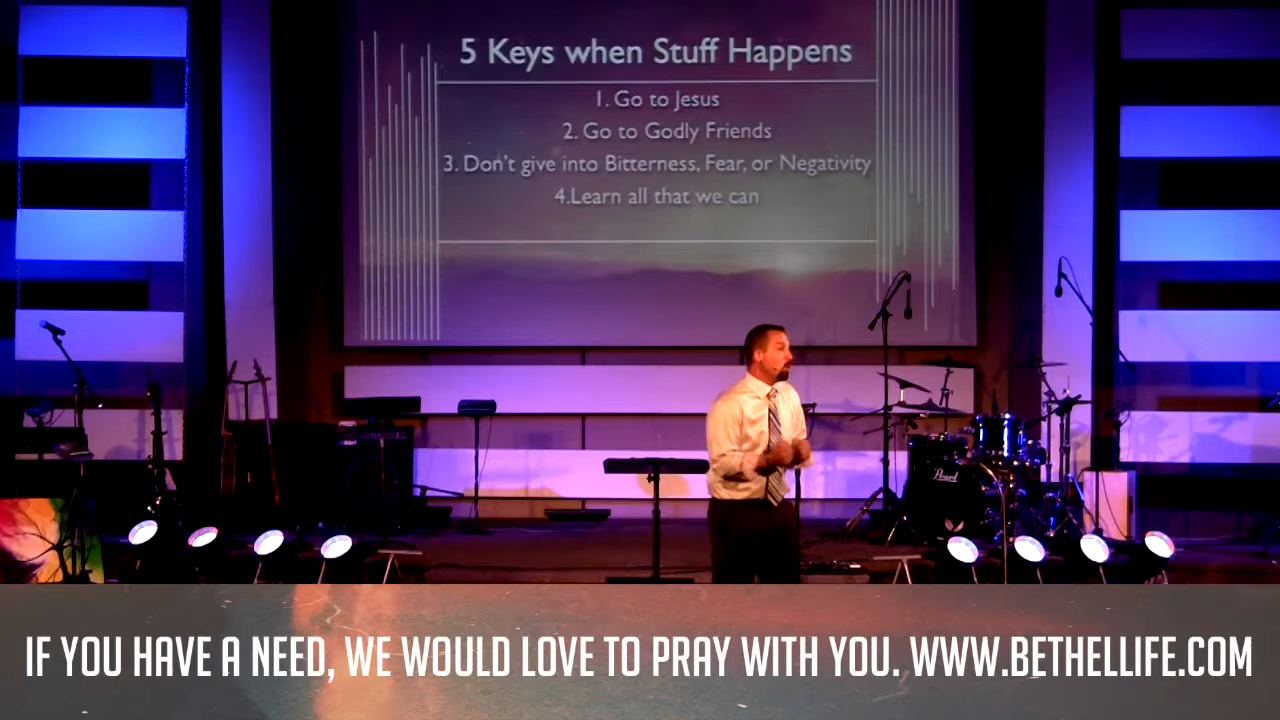 5 Keys when Stuff Happens
1. Go to Jesus
2. Go to Godly Friends
3. Don't give into Bitterness, Fear, or Negativity
4.Learn all that we can
Pearl
IF YOU HAVE A NEED, WE WOULD LOVE TO PRAY WITH YOU. WWW.BETHELLIFE.COM